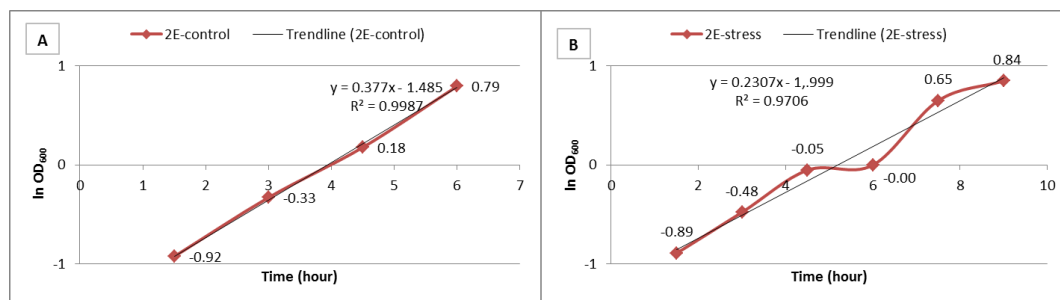 A
2E-control
Trendline (2E-control)
1
y = 0.377x - 1.485
R² = 0.9987
0.79
0.18
0
0 1 2 3 4 5 6 7
-0.33
-0.92
-1
ln OD₆₀₀
Time (hour)
B
2E-stress
Trendline (2E-stress)
0.84
1
y = 0.2307x - 1,.999
R² = 0.9706
0.65
-0.05
0
0 2 4 6 8 10
-0.00
-0.48
-0.89
-1
ln OD₆₀₀
Time (hour)